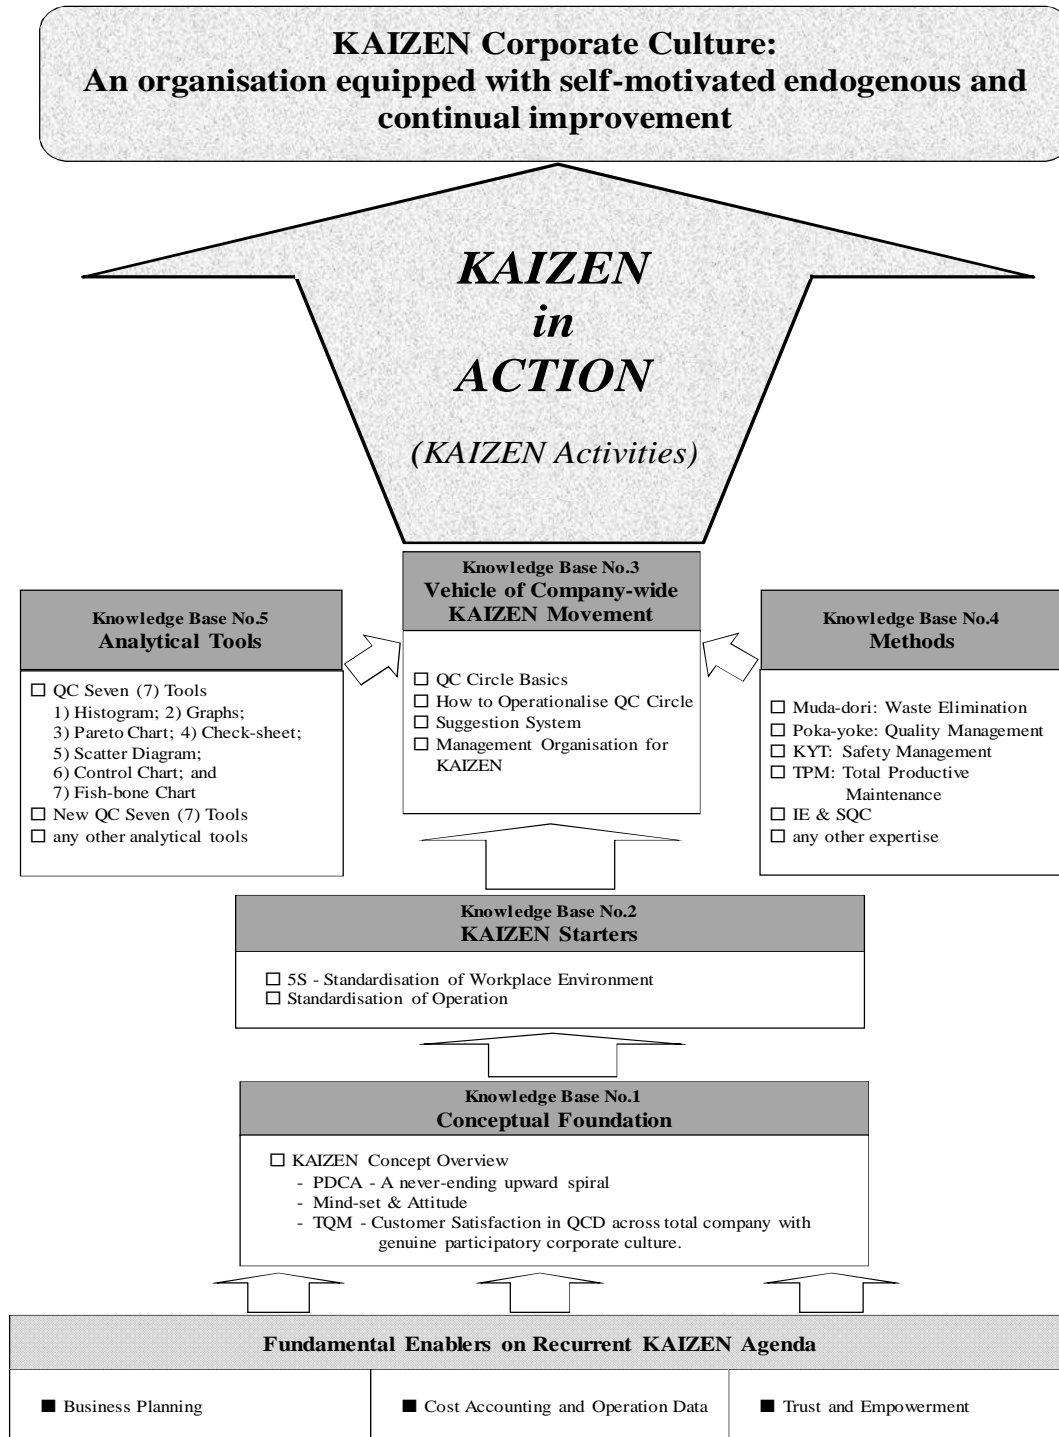 KAIZEN Corporate Culture:
An organisation equipped with self-motivated endogenous and
continual improvement
KAIZEN
in
ACTION
(KAIZEN Activities)
Knowledge Base No.3
Vehicle of Company-wide
KAIZEN Movement
□ QC Circle Basics
□ How to Operationalise QC Circle
□ Suggestion System
□ Management Organisation for
KAIZEN
Knowledge Base No.5
Analytical Tools
□ QC Seven (7) Tools
1) Histogram; 2) Graphs;
3) Pareto Chart; 4) Check-sheet;
5) Scatter Diagram;
6) Control Chart; and
7) Fish-bone Chart
□ New QC Seven (7) Tools
□ any other analytical tools
Knowledge Base No.4
Methods
□ Muda-dori: Waste Elimination
□ Poka-yoke: Quality Management
□ KYT: Safety Management
□ TPM: Total Productive
Maintenance
□ IE & SQC
□ any other expertise
Knowledge Base No.2
KAIZEN Starters
□ 5S - Standardisation of Workplace Environment
□ Standardisation of Operation
Knowledge Base No.1
Conceptual Foundation
□ KAIZEN Concept Overview
- PDCA - A never-ending upward spiral
- Mind-set & Attitude
- TQM - Customer Satisfaction in QCD across total company with
genuine participatory corporate culture.
Fundamental Enablers on Recurrent KAIZEN Agenda
■ Business Planning
■ Cost Accounting and Operation Data
■ Trust and Empowerment